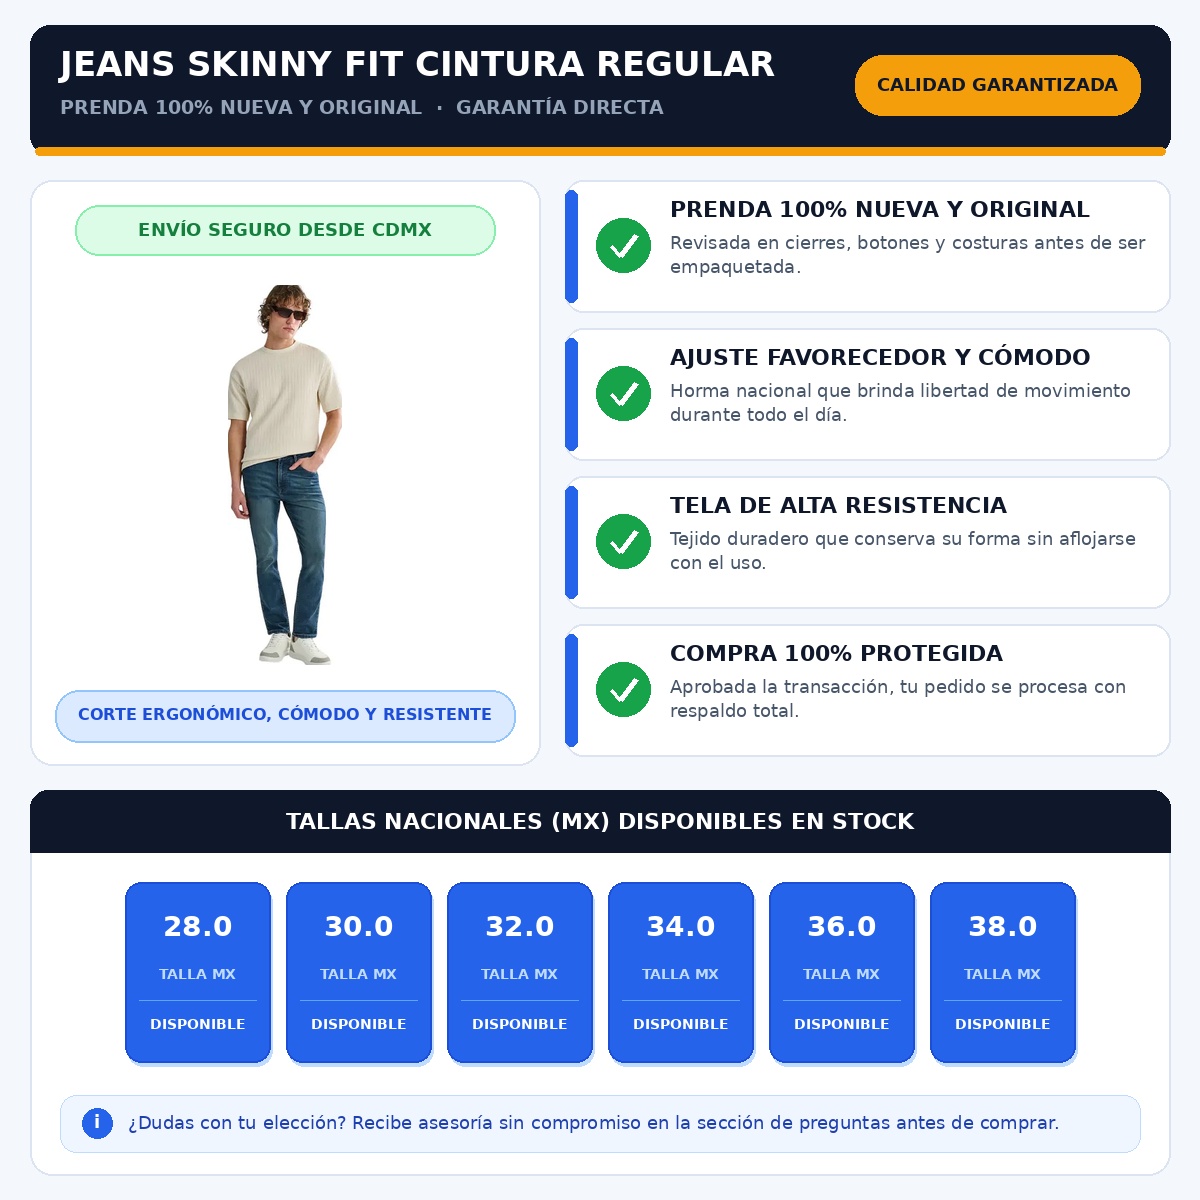 JEANS SKINNY FIT CINTURA REGULAR
PRENDA 100% NUEVA Y ORIGINAL · GARANTÍA DIRECTA
CALIDAD GARANTIZADA
ENVÍO SEGURO DESDE CDMX
CORTE ERGONÓMICO, CÓMODO Y RESISTENTE
PRENDA 100% NUEVA Y ORIGINAL
Revisada en cierres, botones y costuras antes de ser
empaquetada.
AJUSTE FAVORECEDOR Y CÓMODO
Horma nacional que brinda libertad de movimiento
durante todo el día.
TELA DE ALTA RESISTENCIA
Tejido duradero que conserva su forma sin aflojarse
con el uso.
COMPRA 100% PROTEGIDA
Aprobada la transacción, tu pedido se procesa con
respaldo total.
TALLAS NACIONALES (MX) DISPONIBLES EN STOCK
28.0
TALLA MX
DISPONIBLE
30.0
TALLA MX
DISPONIBLE
32.0
TALLA MX
DISPONIBLE
34.0
TALLA MX
DISPONIBLE
36.0
TALLA MX
DISPONIBLE
38.0
TALLA MX
DISPONIBLE
i ¿Dudas con tu elección? Recibe asesoría sin compromiso en la sección de preguntas antes de comprar.